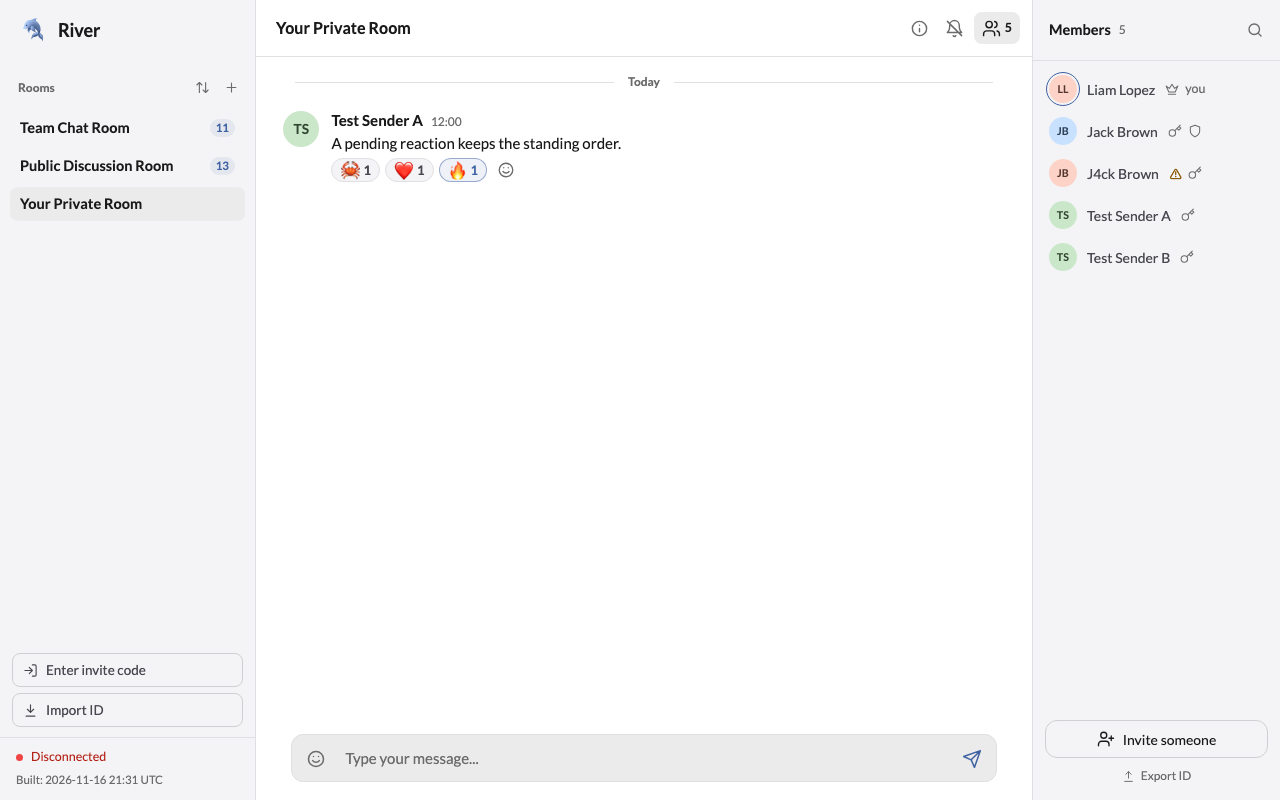 River
Rooms
Team Chat Room 11
Public Discussion Room 13
Your Private Room
Enter invite code
Import ID
Disconnected
Built: 2026-11-16 21:31 UTC
Your Private Room
5
Today
TS
Test Sender A 12:00
A pending reaction keeps the standing order.
🦀 1 ❤️ 1 🔥 1
Type your message...
Members 5
LL Liam Lopez you
JB Jack Brown
JB J4ck Brown
TS Test Sender A
TS Test Sender B
Invite someone
Export ID